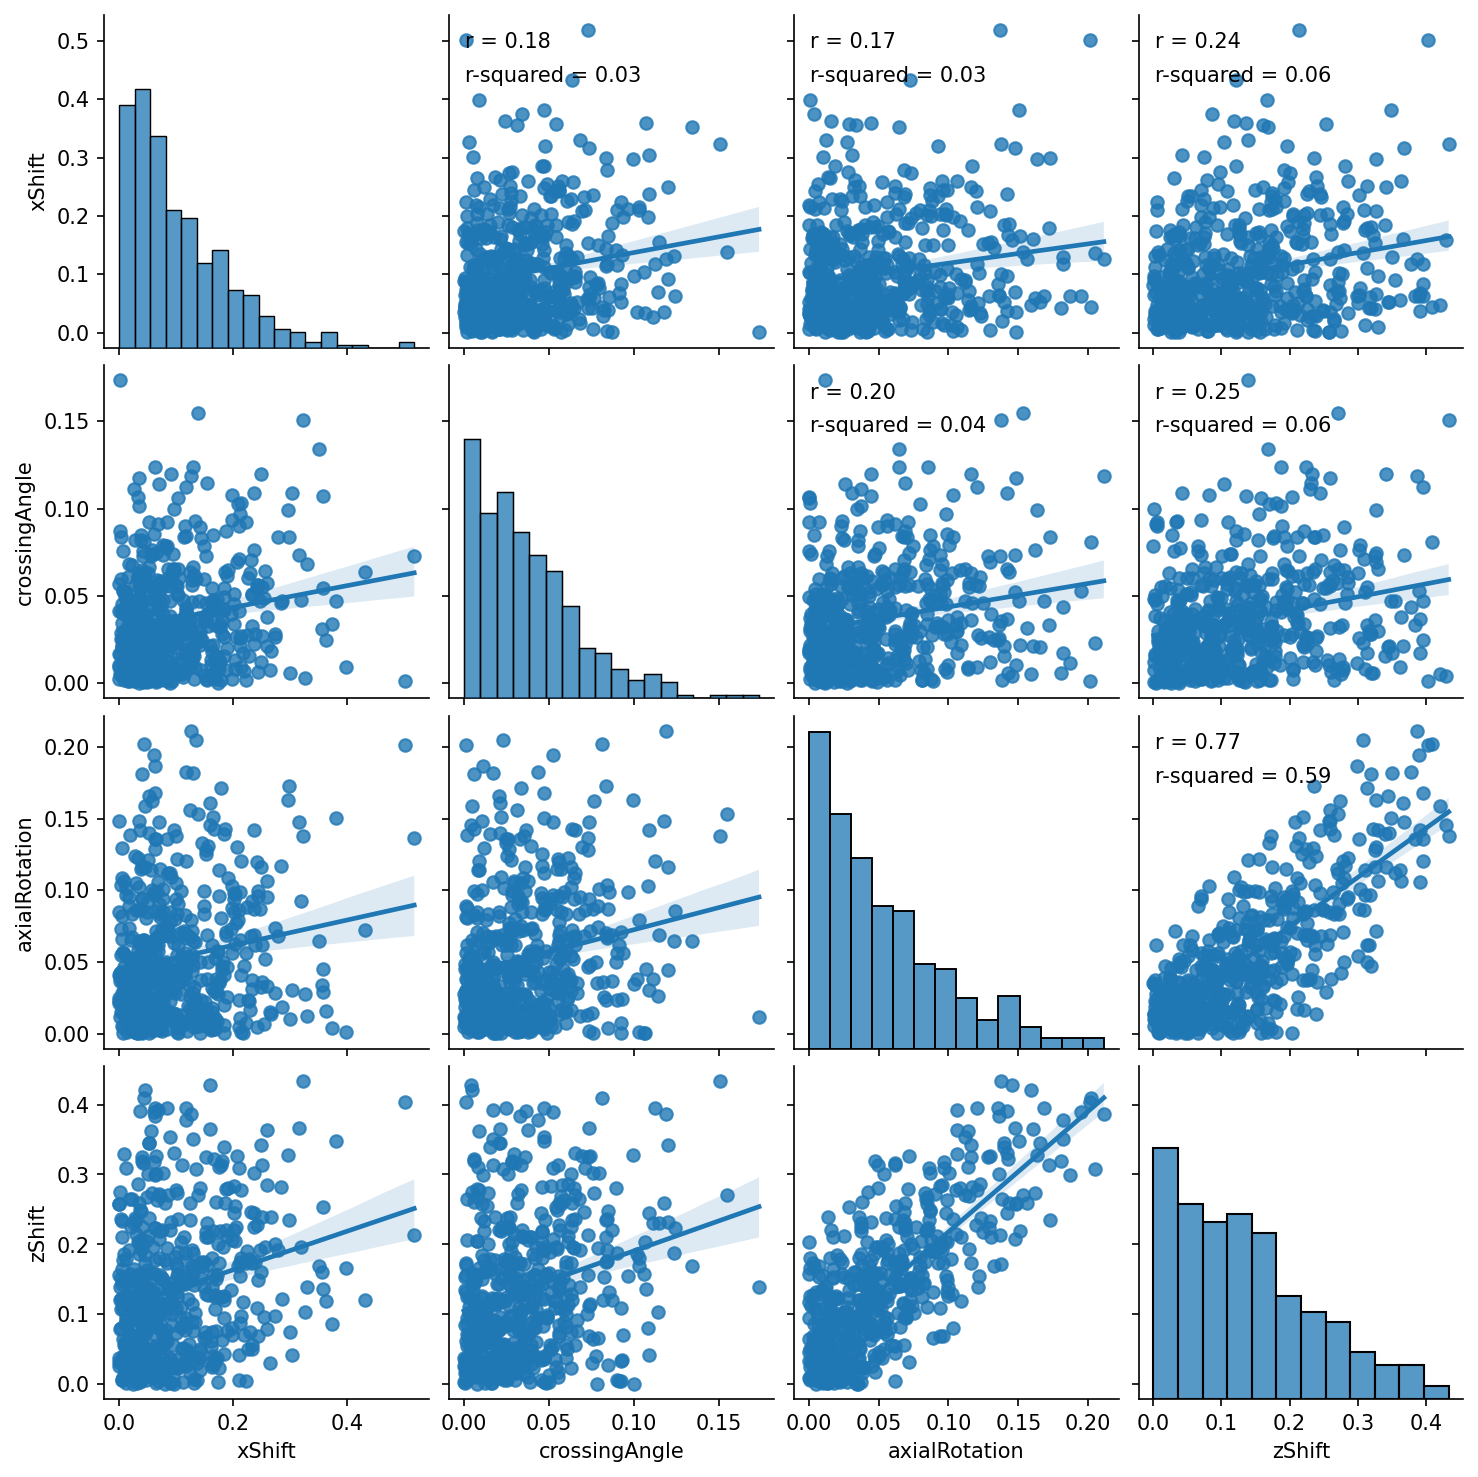 xShift
0.5
0.4
0.3
0.2
0.1
0.0
r = 0.18
r-squared = 0.03
r = 0.17
r-squared = 0.03
r = 0.24
r-squared = 0.06
crossingAngle
0.15
0.10
0.05
0.00
r = 0.20
r-squared = 0.04
r = 0.25
r-squared = 0.06
axialRotation
0.20
0.15
0.10
0.05
0.00
r = 0.77
r-squared = 0.59
zShift
0.4
0.3
0.2
0.1
0.0
0.0 0.2 0.4
xShift
0.00 0.05 0.10 0.15
crossingAngle
0.00 0.05 0.10 0.15 0.20
axialRotation
0.0 0.1 0.2 0.3 0.4
zShift